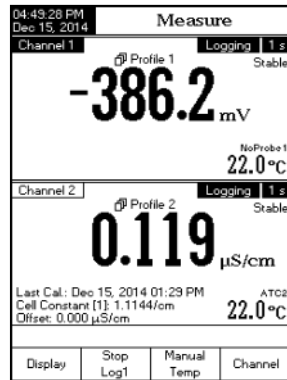 04:49:28 PM
Dec 15, 2014
Measure
Channel 1
Logging 1 s
Profile 1
Stable
-386.2 mV
NoProbe 1
22.0°C
Channel 2
Logging 1 s
Profile 2
Stable
0.119 µS/cm
Last Cal.: Dec 15, 2014 01:29 PM
Cell Constant [1]: 1.1144/cm
Offset: 0.000 µS/cm
ATC2
22.0°C
Display
Stop Log1
Manual Temp
Channel